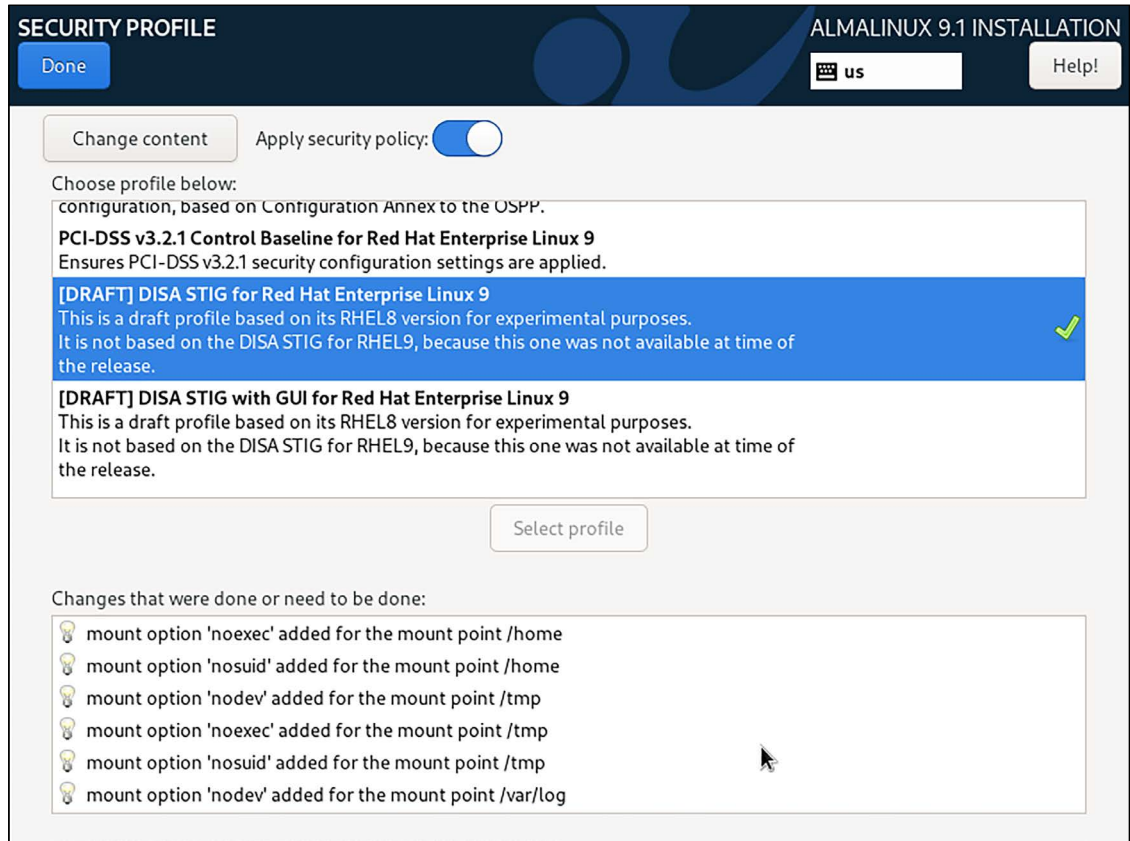 SECURITY PROFILE
ALMALINUX 9.1 INSTALLATION
Done
us
Help!
Change content
Apply security policy:
Choose profile below:
configuration, based on Configuration Annex to the OSPP.
PCI-DSS v3.2.1 Control Baseline for Red Hat Enterprise Linux 9
Ensures PCI-DSS v3.2.1 security configuration settings are applied.
[DRAFT] DISA STIG for Red Hat Enterprise Linux 9
This is a draft profile based on its RHEL8 version for experimental purposes.
It is not based on the DISA STIG for RHEL9, because this one was not available at time of
the release.
[DRAFT] DISA STIG with GUI for Red Hat Enterprise Linux 9
This is a draft profile based on its RHEL8 version for experimental purposes.
It is not based on the DISA STIG for RHEL9, because this one was not available at time of
the release.
Select profile
Changes that were done or need to be done:
mount option 'noexec' added for the mount point /home
mount option 'nosuid' added for the mount point /home
mount option 'nodev' added for the mount point /tmp
mount option 'noexec' added for the mount point /tmp
mount option 'nosuid' added for the mount point /tmp
mount option 'nodev' added for the mount point /var/log